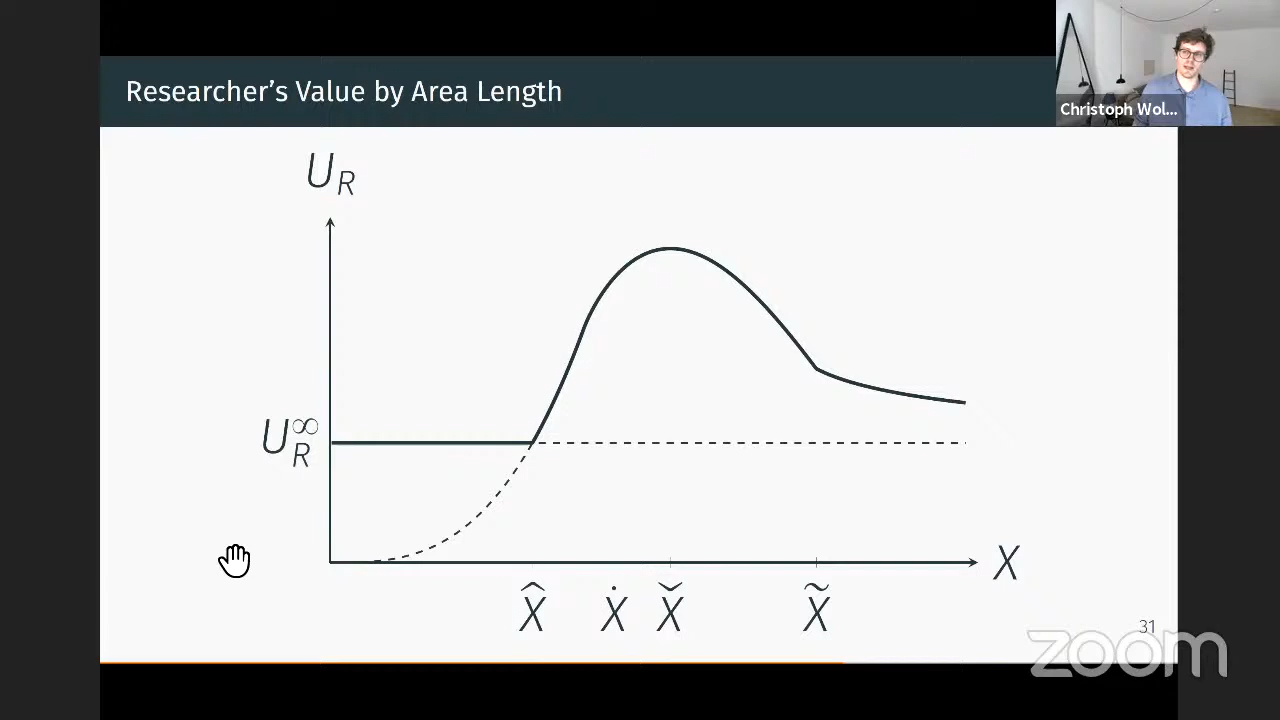 Researcher's Value by Area Length
Christoph Wol...
U_R
U_R^∞
X
X̂ Ẋ X̌ X̃
31
zoom